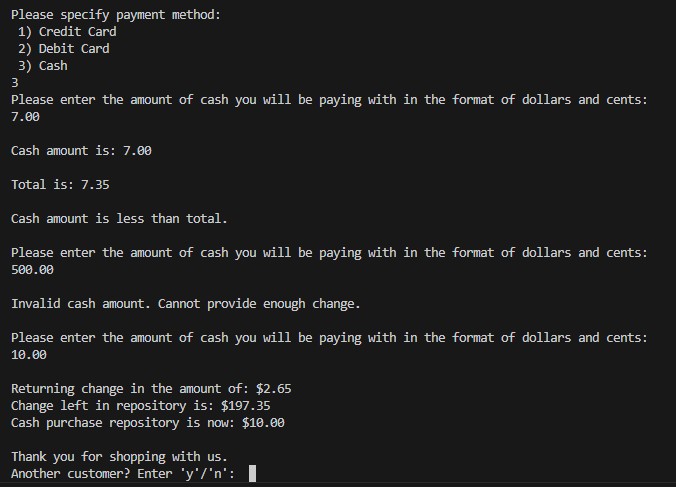 Please specify payment method:
1) Credit Card
2) Debit Card
3) Cash
3
Please enter the amount of cash you will be paying with in the format of dollars and cents:
7.00
Cash amount is: 7.00
Total is: 7.35
Cash amount is less than total.
Please enter the amount of cash you will be paying with in the format of dollars and cents:
500.00
Invalid cash amount. Cannot provide enough change.
Please enter the amount of cash you will be paying with in the format of dollars and cents:
10.00
Returning change in the amount of: $2.65
Change left in repository is: $197.35
Cash purchase repository is now: $10.00
Thank you for shopping with us.
Another customer? Enter 'y'/'n':